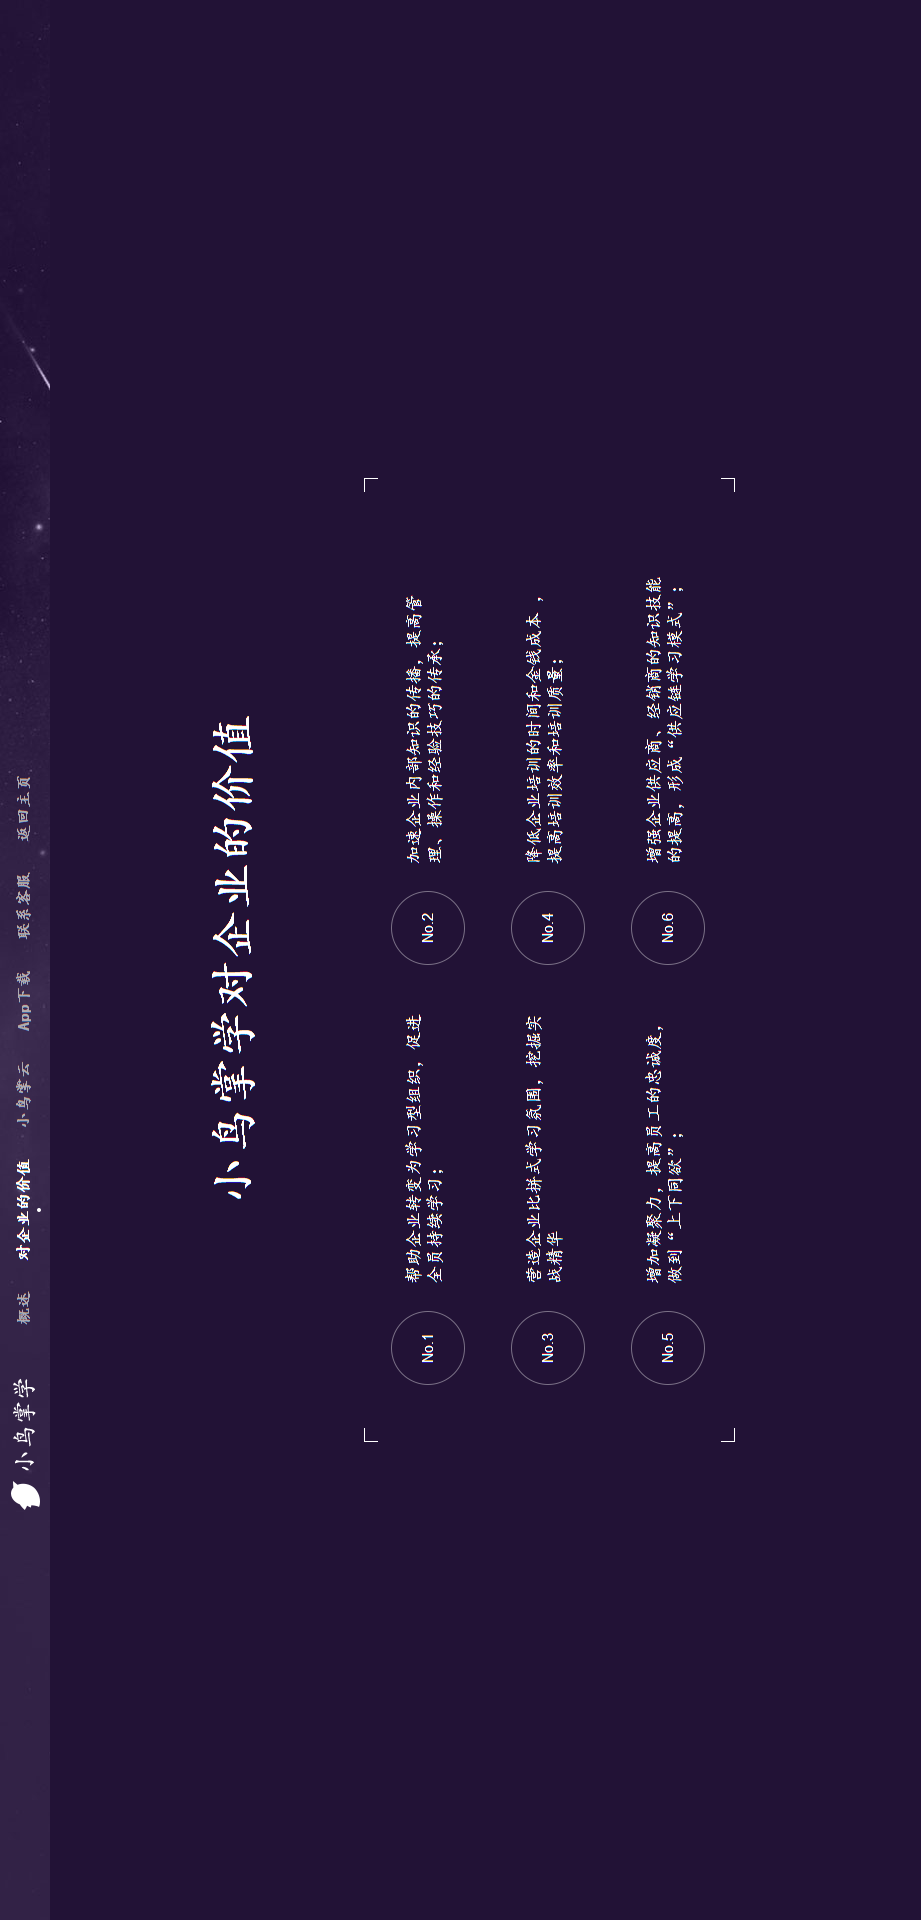 小鸟掌学
概述
对企业的价值
小鸟掌云
App下载
联系客服
返回主页
小鸟掌学对企业的价值
No.1
帮助企业转变为学习型组织，促进
全员持续学习；
No.2
加速企业内部知识的传播，提高管
理、操作和经验技巧的传承；
No.3
营造企业比拼式学习氛围，挖掘实
战精华
No.4
降低企业培训的时间和金钱成本，
提高培训效率和培训质量；
No.5
增加凝聚力，提高员工的忠诚度，
做到“上下同欲”；
No.6
增强企业供应商、经销商的知识技能
的提高，形成“供应链学习模式”；